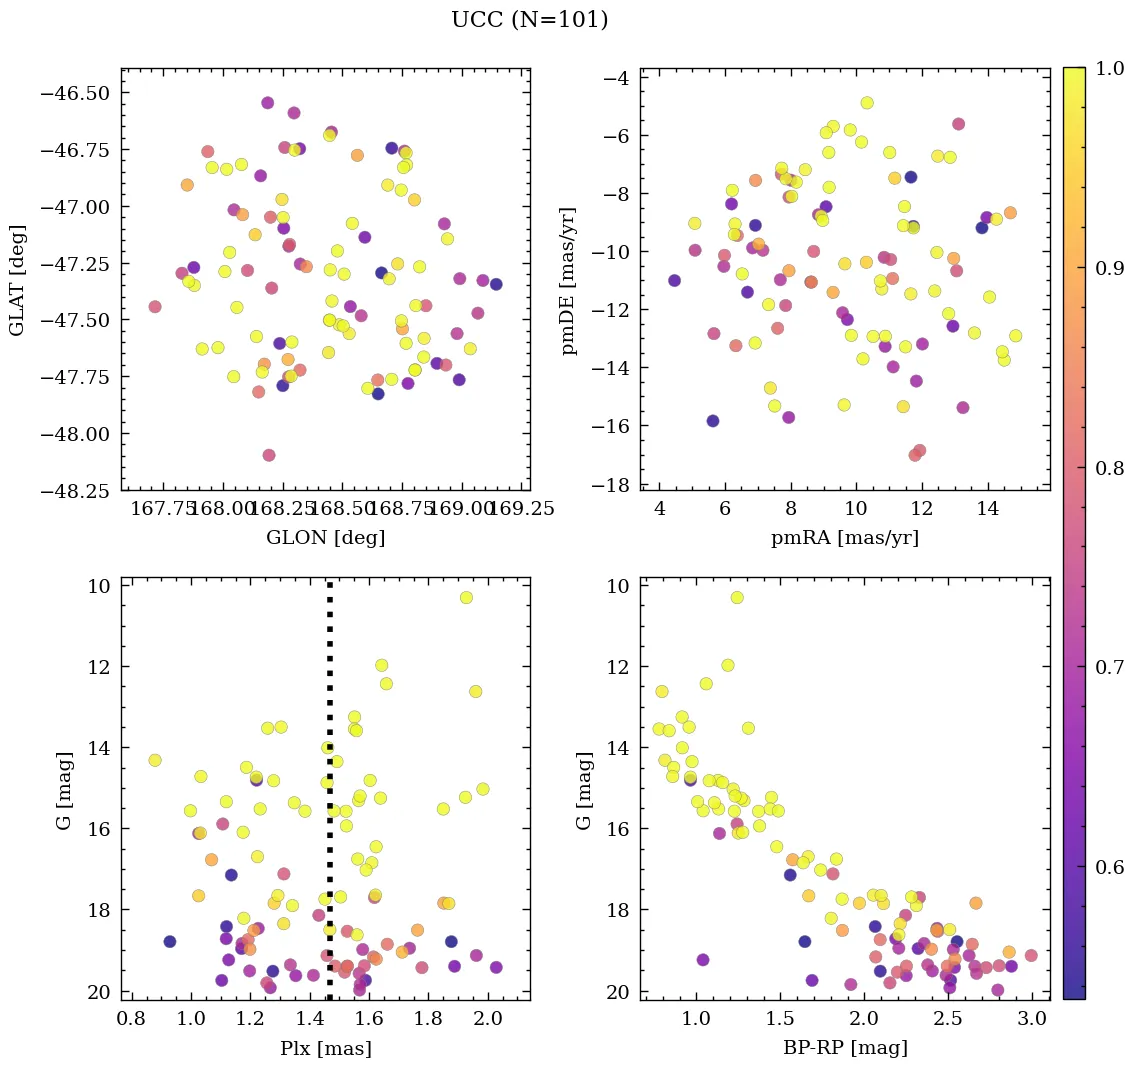 UCC (N=101)
−46.50
−46.75
−47.00
−47.25
−47.50
−47.75
−48.00
−48.25
GLAT [deg]
167.75 168.00 168.25 168.50 168.75 169.00 169.25
GLON [deg]
−4
−6
−8
−10
−12
−14
−16
−18
pmDE [mas/yr]
4 6 8 10 12 14
pmRA [mas/yr]
10
12
14
16
18
20
G [mag]
0.8 1.0 1.2 1.4 1.6 1.8 2.0
Plx [mas]
10
12
14
16
18
20
G [mag]
1.0 1.5 2.0 2.5 3.0
BP-RP [mag]
1.0
0.9
0.8
0.7
0.6